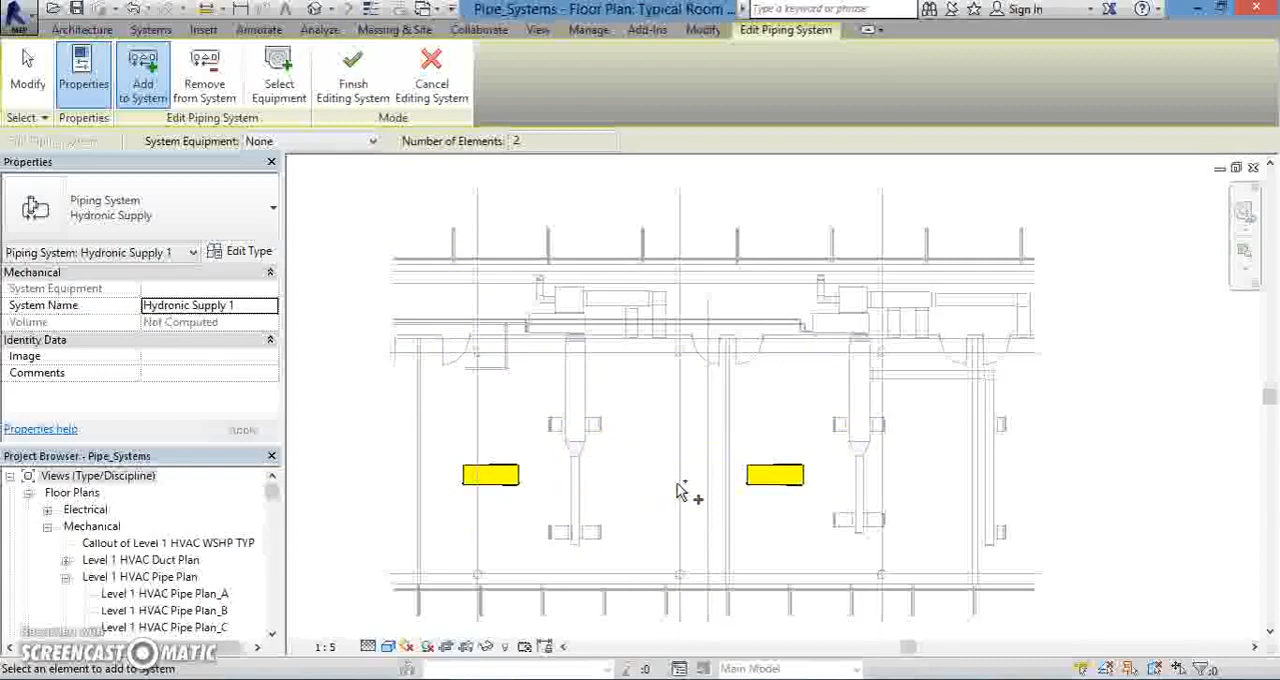 Pipe_Systems - Floor Plan: Typical Room ...
Type a keyword or phrase
Sign In
Architecture Systems Insert Annotate Analyze Massing & Site Collaborate View Manage Add-Ins Modify Edit Piping System
Modify
Properties
Add to System
Remove from System
Select Equipment
Finish Editing System
Cancel Editing System
Select Properties Edit Piping System Mode
Edit Piping System System Equipment: None Number of Elements: 2
Properties
Piping System
Hydronic Supply
Piping System: Hydronic Supply 1 Edit Type
Mechanical
System Equipment
System Name Hydronic Supply 1
Volume Not Computed
Identity Data
Image
Comments
Properties help Apply
Project Browser - Pipe_Systems
Views (Type/Discipline)
Floor Plans
Electrical
Mechanical
Callout of Level 1 HVAC WSHP TYP
Level 1 HVAC Duct Plan
Level 1 HVAC Pipe Plan
Level 1 HVAC Pipe Plan_A
Level 1 HVAC Pipe Plan_B
Level 1 HVAC Pipe Plan_C
Recorded with
SCREENCAST MATIC
1 : 5
Select an element to add to system :0 Main Model :0